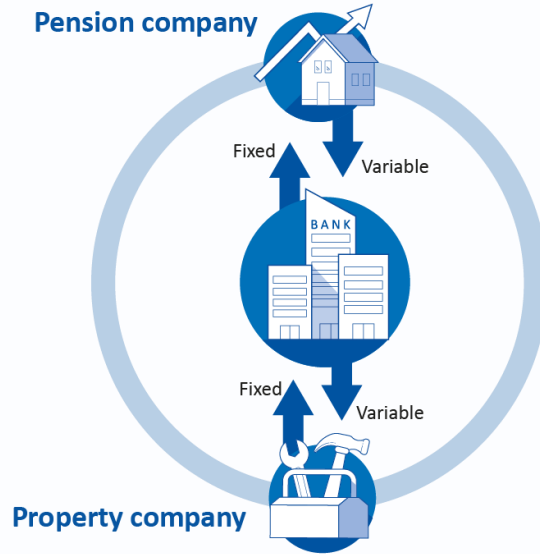 Pension company
Fixed
Variable
BANK
Fixed
Variable
Property company